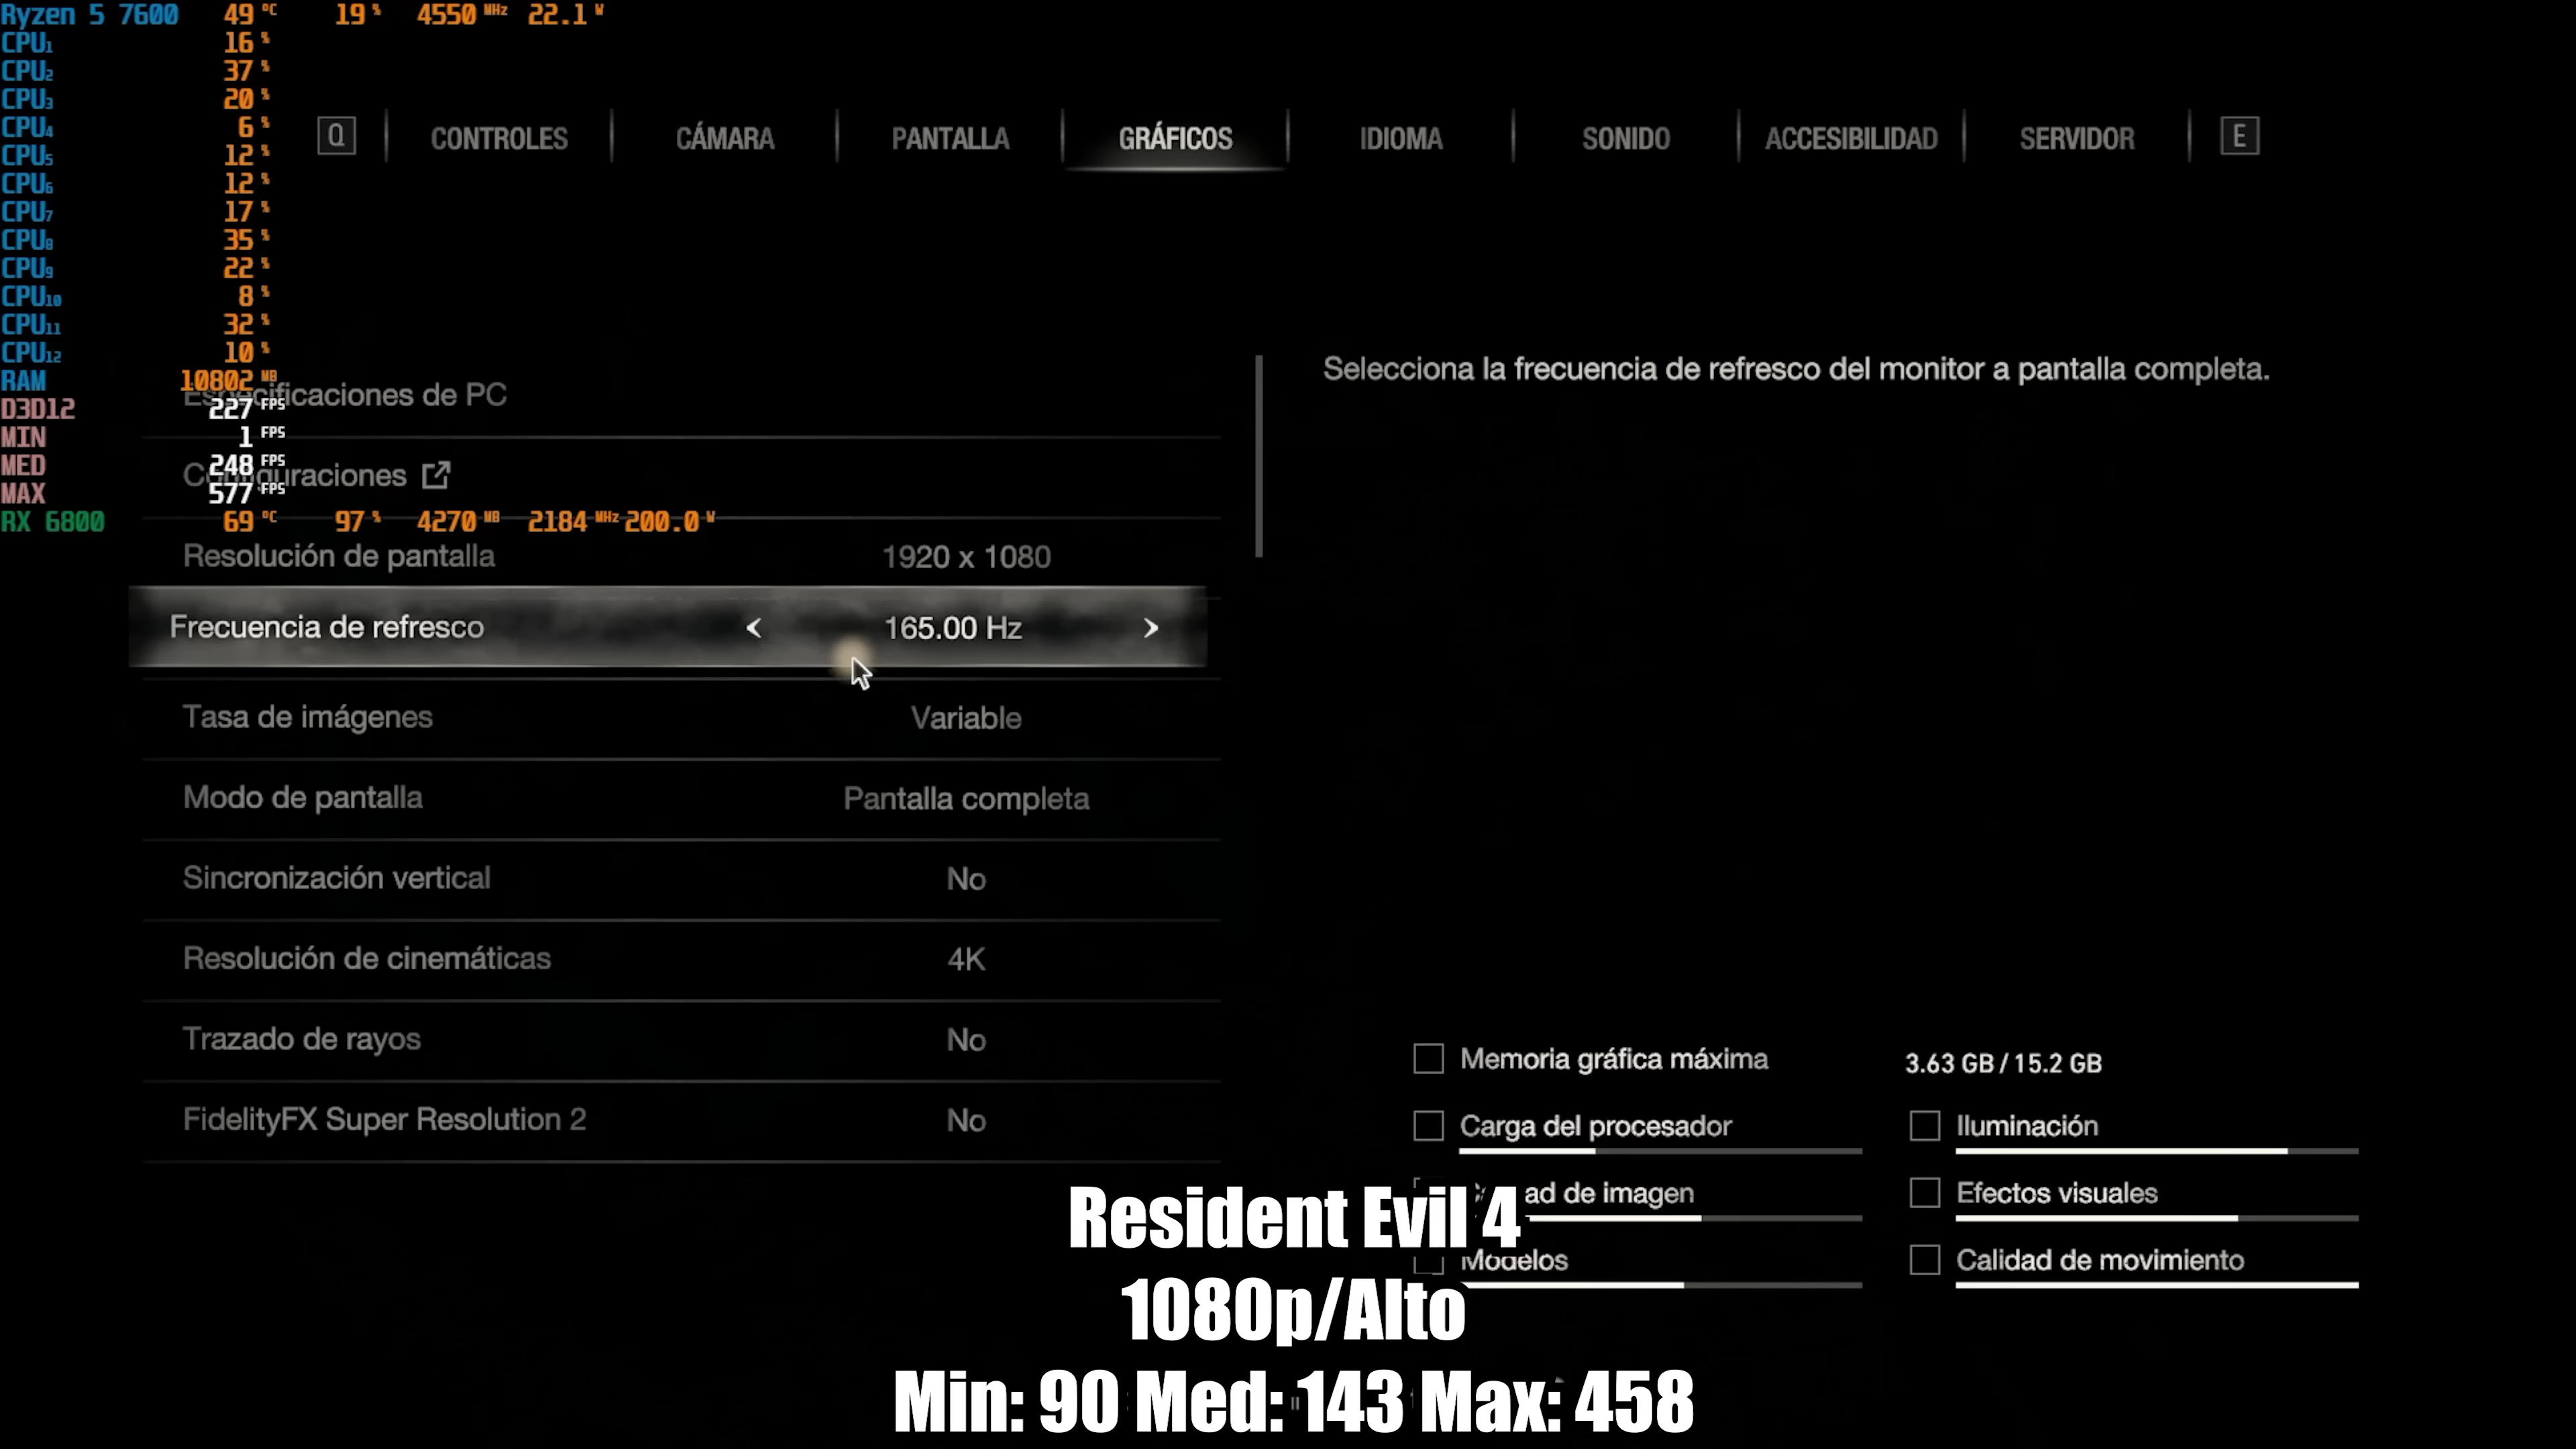 Ryzen 5 7600 49 °C 19 % 4550 MHz 22.1 W
CPU1 16 %
CPU2 37 %
CPU3 20 %
CPU4 6 %
CPU5 12 %
CPU6 12 %
CPU7 17 %
CPU8 35 %
CPU9 22 %
CPU10 8 %
CPU11 32 %
CPU12 10 %
RAM 10802 MB
D3D12 227 FPS
MIN 1 FPS
MED 248 FPS
MAX 577 FPS
RX 6800 69 °C 97 % 4270 MB 2184 MHz 200.0 W
Q CONTROLES CÁMARA PANTALLA GRÁFICOS IDIOMA SONIDO ACCESIBILIDAD SERVIDOR E
Especificaciones de PC
Configuraciones
Resolución de pantalla 1920 x 1080
Frecuencia de refresco < 165.00 Hz >
Tasa de imágenes Variable
Modo de pantalla Pantalla completa
Sincronización vertical No
Resolución de cinemáticas 4K
Trazado de rayos No
FidelityFX Super Resolution 2 No
Selecciona la frecuencia de refresco del monitor a pantalla completa.
Memoria gráfica máxima 3.63 GB / 15.2 GB
Carga del procesador Iluminación
de imagen Efectos visuales
Modelos Calidad de movimiento
Resident Evil 4
1080p/Alto
Min: 90 Med: 143 Max: 458